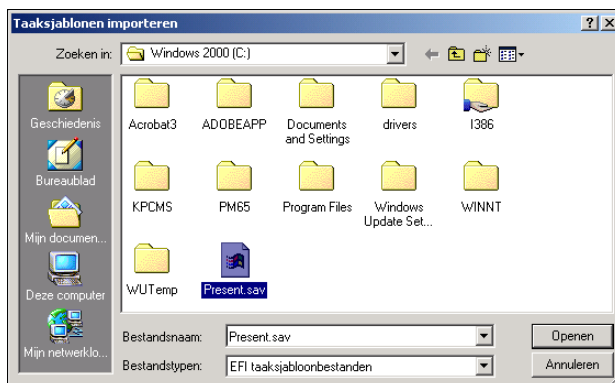 Taaksjablonen importeren
Zoeken in: Windows 2000 (C:)
Geschiedenis
Bureaublad
Mijn documen...
Deze computer
Mijn netwerklo...
Acrobat3 ADOBEAPP Documents and Settings drivers I386
KPCMS PM65 Program Files Windows Update Set... WINNT
WUTemp Present.sav
Bestandsnaam: Present.sav Openen
Bestandstypen: EFI taaksjabloonbestanden Annuleren